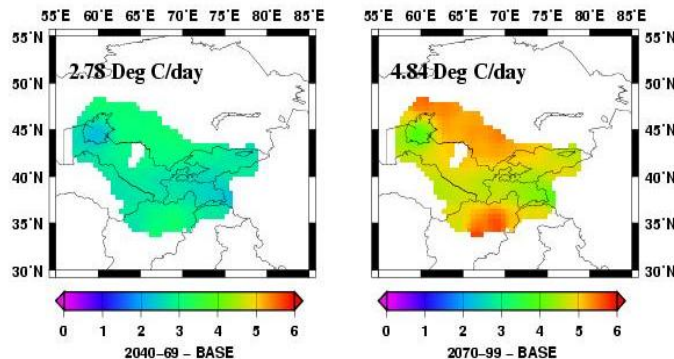 55˚E 60˚E 65˚E 70˚E 75˚E 80˚E 85˚E
55˚N
50˚N
45˚N
40˚N
35˚N
30˚N
2.78 Deg C/day
0 1 2 3 4 5 6
2040–69 – BASE
55˚E 60˚E 65˚E 70˚E 75˚E 80˚E 85˚E
55˚N
50˚N
45˚N
40˚N
35˚N
30˚N
4.84 Deg C/day
0 1 2 3 4 5 6
2070–99 – BASE